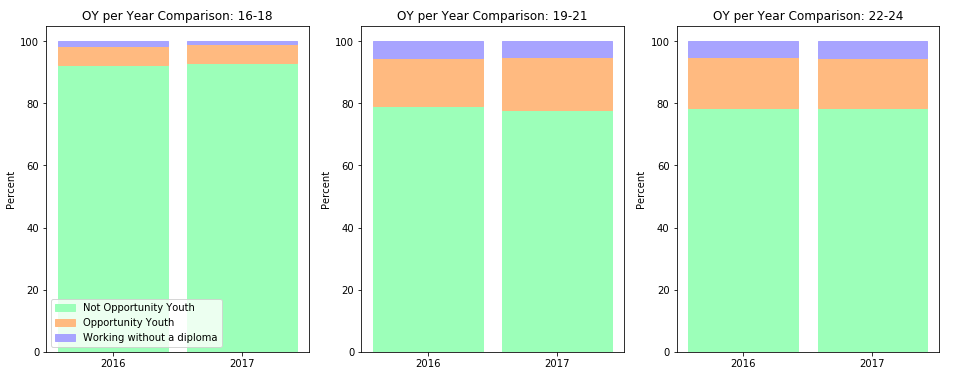 OY per Year Comparison: 16-18
Percent
100
80
60
40
20
0
2016 2017
Not Opportunity Youth
Opportunity Youth
Working without a diploma
OY per Year Comparison: 19-21
Percent
100
80
60
40
20
0
2016 2017
OY per Year Comparison: 22-24
Percent
100
80
60
40
20
0
2016 2017